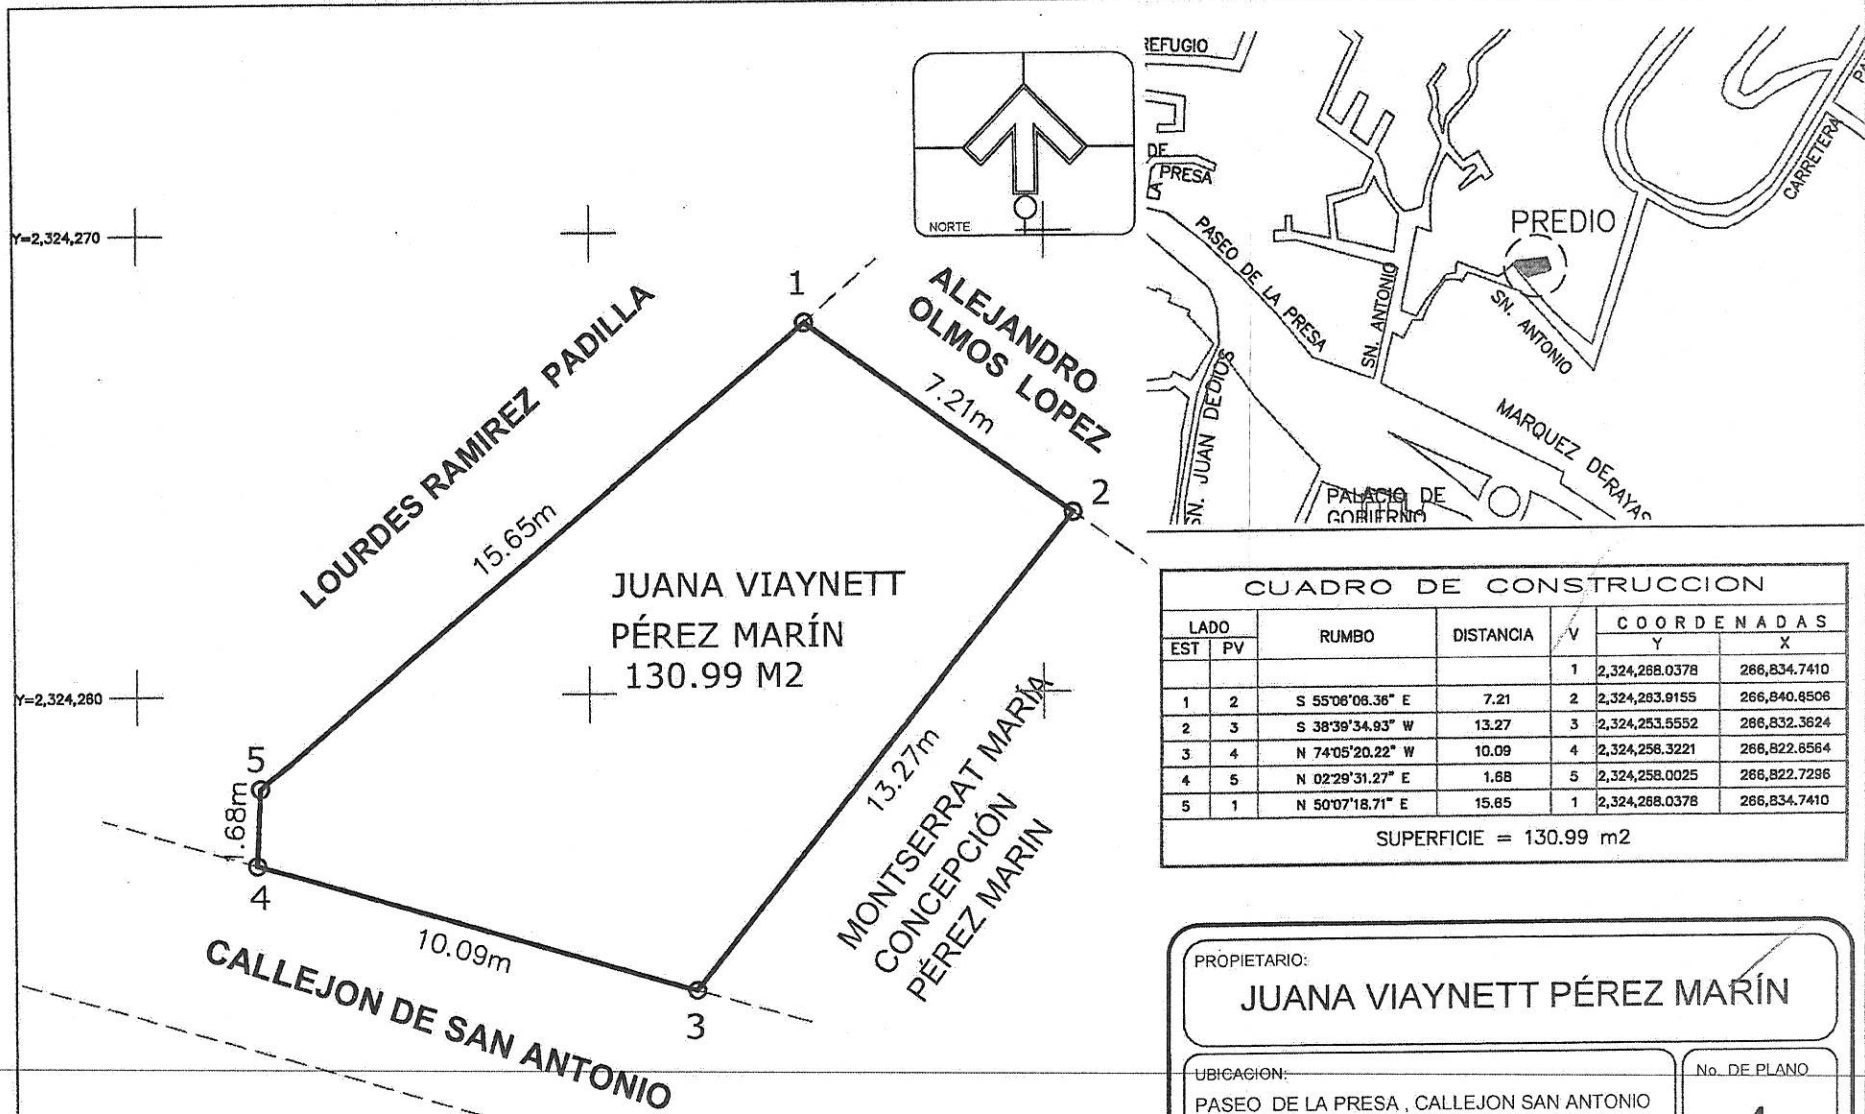 Y=2,324,270
Y=2,324,260
NORTE
1
2
3
4
5
LOURDES RAMIREZ PADILLA
ALEJANDRO
OLMOS LOPEZ
15.65m
7.21m
13.27m
10.09m
1.68m
JUANA VIAYNETT
PÉREZ MARÍN
130.99 M2
MONTSERRAT MARÍA
CONCEPCIÓN
PÉREZ MARIN
CALLEJON DE SAN ANTONIO
REFUGIO
DE
PRESA
LA
PASEO DE LA PRESA
SN. ANTONIO
PREDIO
SN. ANTONIO
CARRETERA
SN. JUAN DEDIOS
MARQUEZ DERAYAS
PALACIO DE
GOBIERNO
CUADRO DE CONSTRUCCION
LADO RUMBO DISTANCIA V COORDENADAS
EST PV Y X
1 2,324,268.0378 266,834.7410
1 2 S 55°06'06.36" E 7.21 2 2,324,263.9155 266,840.6506
2 3 S 38°39'34.93" W 13.27 3 2,324,253.5552 266,832.3624
3 4 N 74°05'20.22" W 10.09 4 2,324,256.3221 266,822.6564
4 5 N 02°29'31.27" E 1.68 5 2,324,258.0025 266,822.7296
5 1 N 50°07'18.71" E 15.65 1 2,324,268.0378 266,834.7410
SUPERFICIE = 130.99 m2
PROPIETARIO:
JUANA VIAYNETT PÉREZ MARÍN
UBICACION:
PASEO DE LA PRESA , CALLEJON SAN ANTONIO
No. DE PLANO